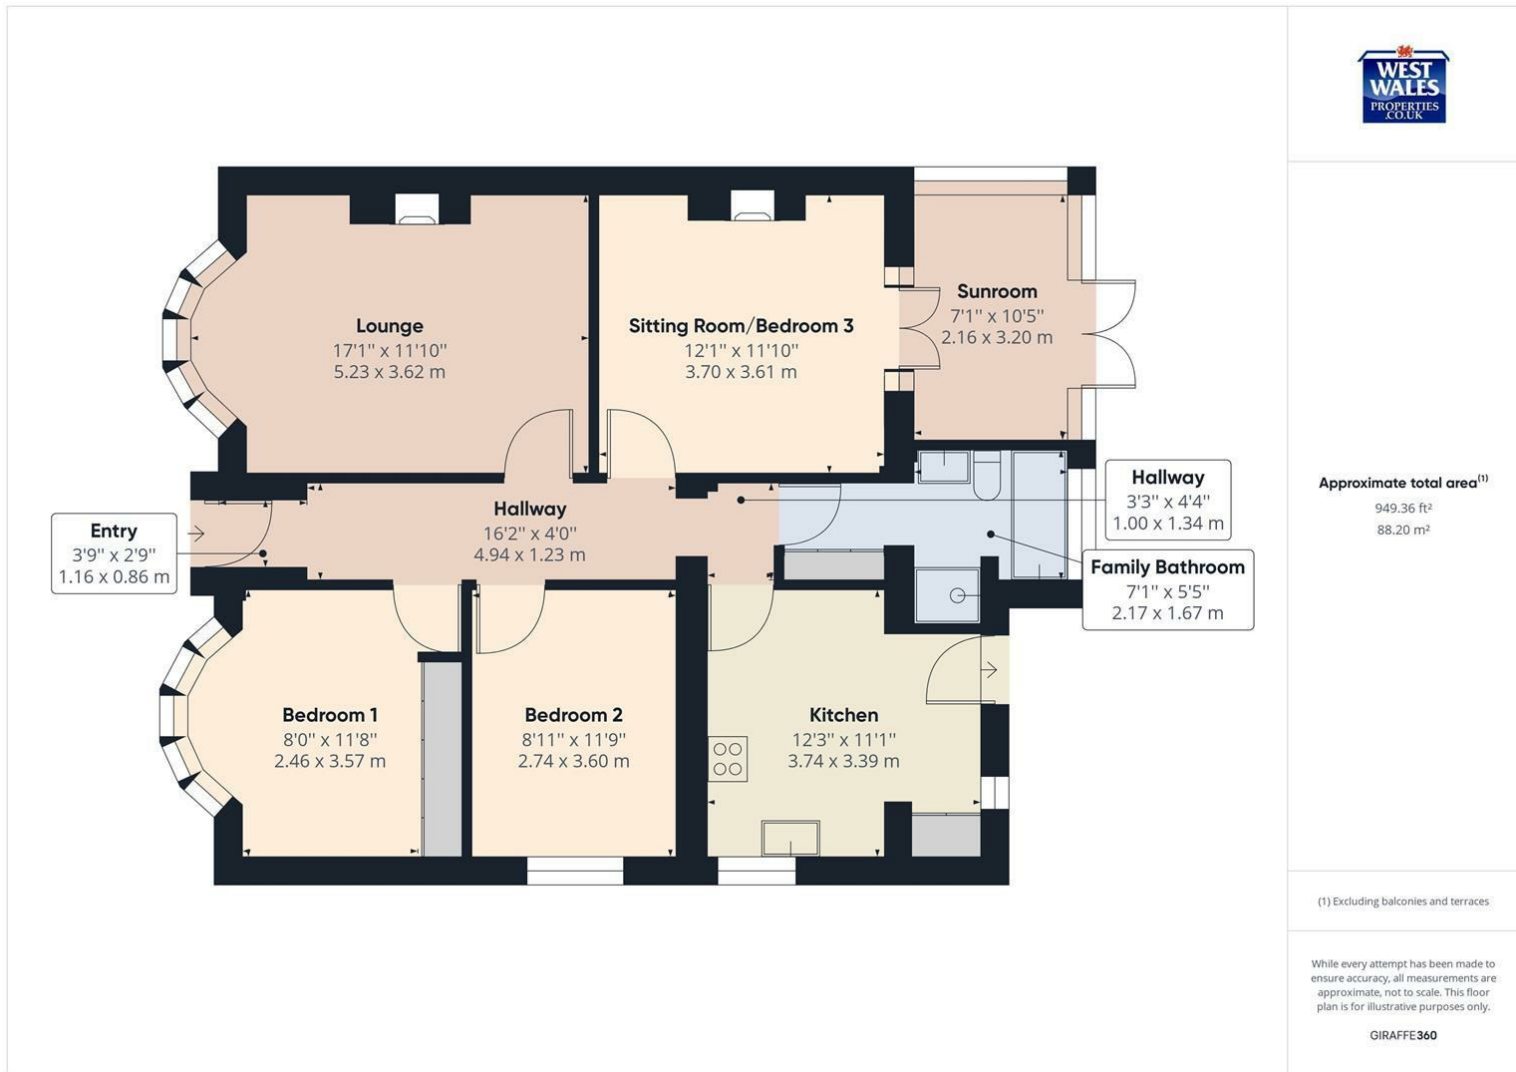 WEST
WALES
PROPERTIES
.CO.UK
Lounge
17'1" x 11'10"
5.23 x 3.62 m
Sitting Room/Bedroom 3
12'1" x 11'10"
3.70 x 3.61 m
Sunroom
7'1" x 10'5"
2.16 x 3.20 m
Entry
3'9" x 2'9"
1.16 x 0.86 m
Hallway
16'2" x 4'0"
4.94 x 1.23 m
Hallway
3'3" x 4'4"
1.00 x 1.34 m
Family Bathroom
7'1" x 5'5"
2.17 x 1.67 m
Bedroom 1
8'0" x 11'8"
2.46 x 3.57 m
Bedroom 2
8'11" x 11'9"
2.74 x 3.60 m
Kitchen
12'3" x 11'1"
3.74 x 3.39 m
Approximate total area(1)
949.36 ft²
88.20 m²
(1) Excluding balconies and terraces
While every attempt has been made to
ensure accuracy, all measurements are
approximate, not to scale. This floor
plan is for illustrative purposes only.
GIRAFFE360